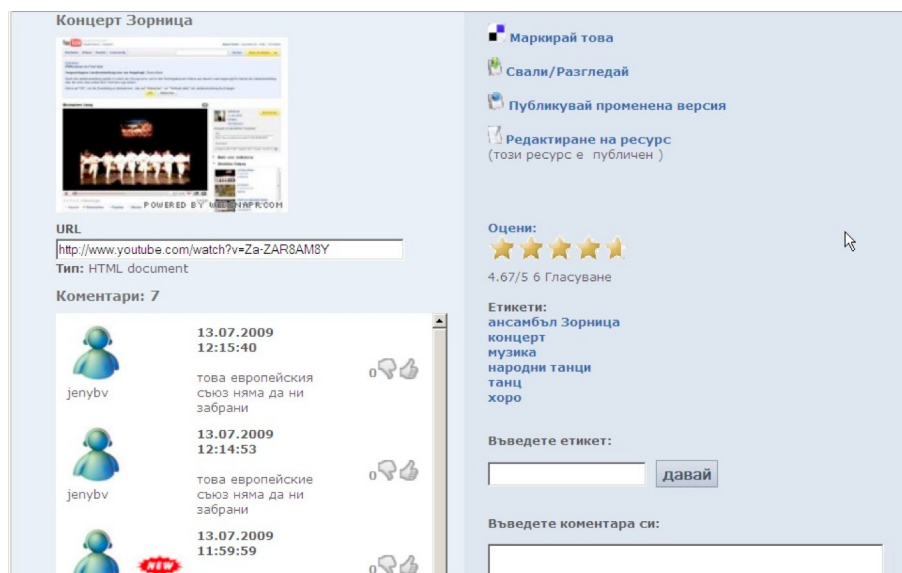 Концерт Зорница
POWERED BY
URL
http://www.youtube.com/watch?v=Za-ZAR8AM8Y
Тип: HTML document
Коментари: 7
13.07.2009
12:15:40
това европейския
съюз няма да ни
забрани
0
jenybv
13.07.2009
12:14:53
това европейские
съюз няма да ни
забрани
0
jenybv
13.07.2009
11:59:59
NEW
0
Маркирай това
Свали/Разгледай
Публикувай променена версия
Редактиране на ресурс
(този ресурс е публичен )
Оцени:
4.67/5 6 Гласуване
Етикети:
ансамбъл Зорница
концерт
музика
народни танци
танц
хоро
Въведете етикет:
давай
Въведете коментара си: